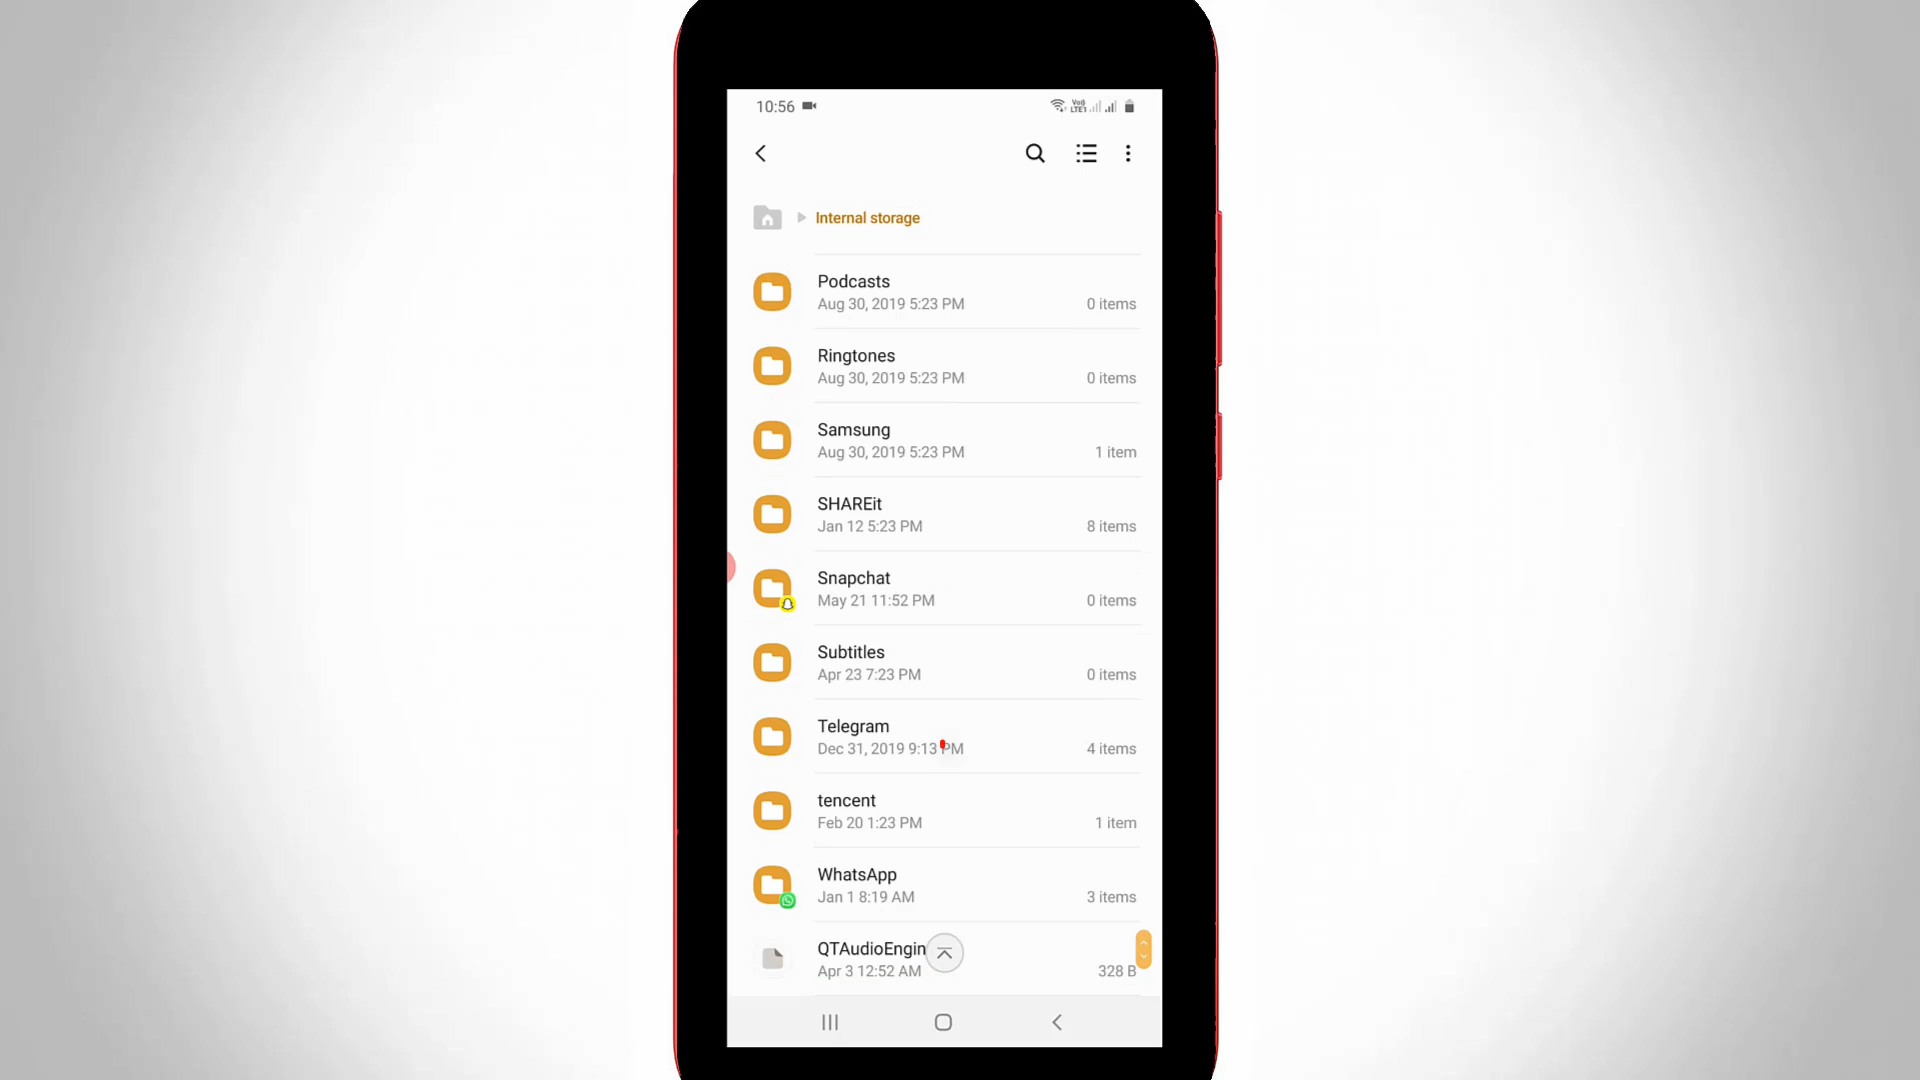 10:56
Vo)) LTE1
Internal storage
Podcasts
Aug 30, 2019 5:23 PM 0 items
Ringtones
Aug 30, 2019 5:23 PM 0 items
Samsung
Aug 30, 2019 5:23 PM 1 item
SHAREit
Jan 12 5:23 PM 8 items
Snapchat
May 21 11:52 PM 0 items
Subtitles
Apr 23 7:23 PM 0 items
Telegram
Dec 31, 2019 9:13 PM 4 items
tencent
Feb 20 1:23 PM 1 item
WhatsApp
Jan 1 8:19 AM 3 items
QTAudioEngin
Apr 3 12:52 AM 328 B